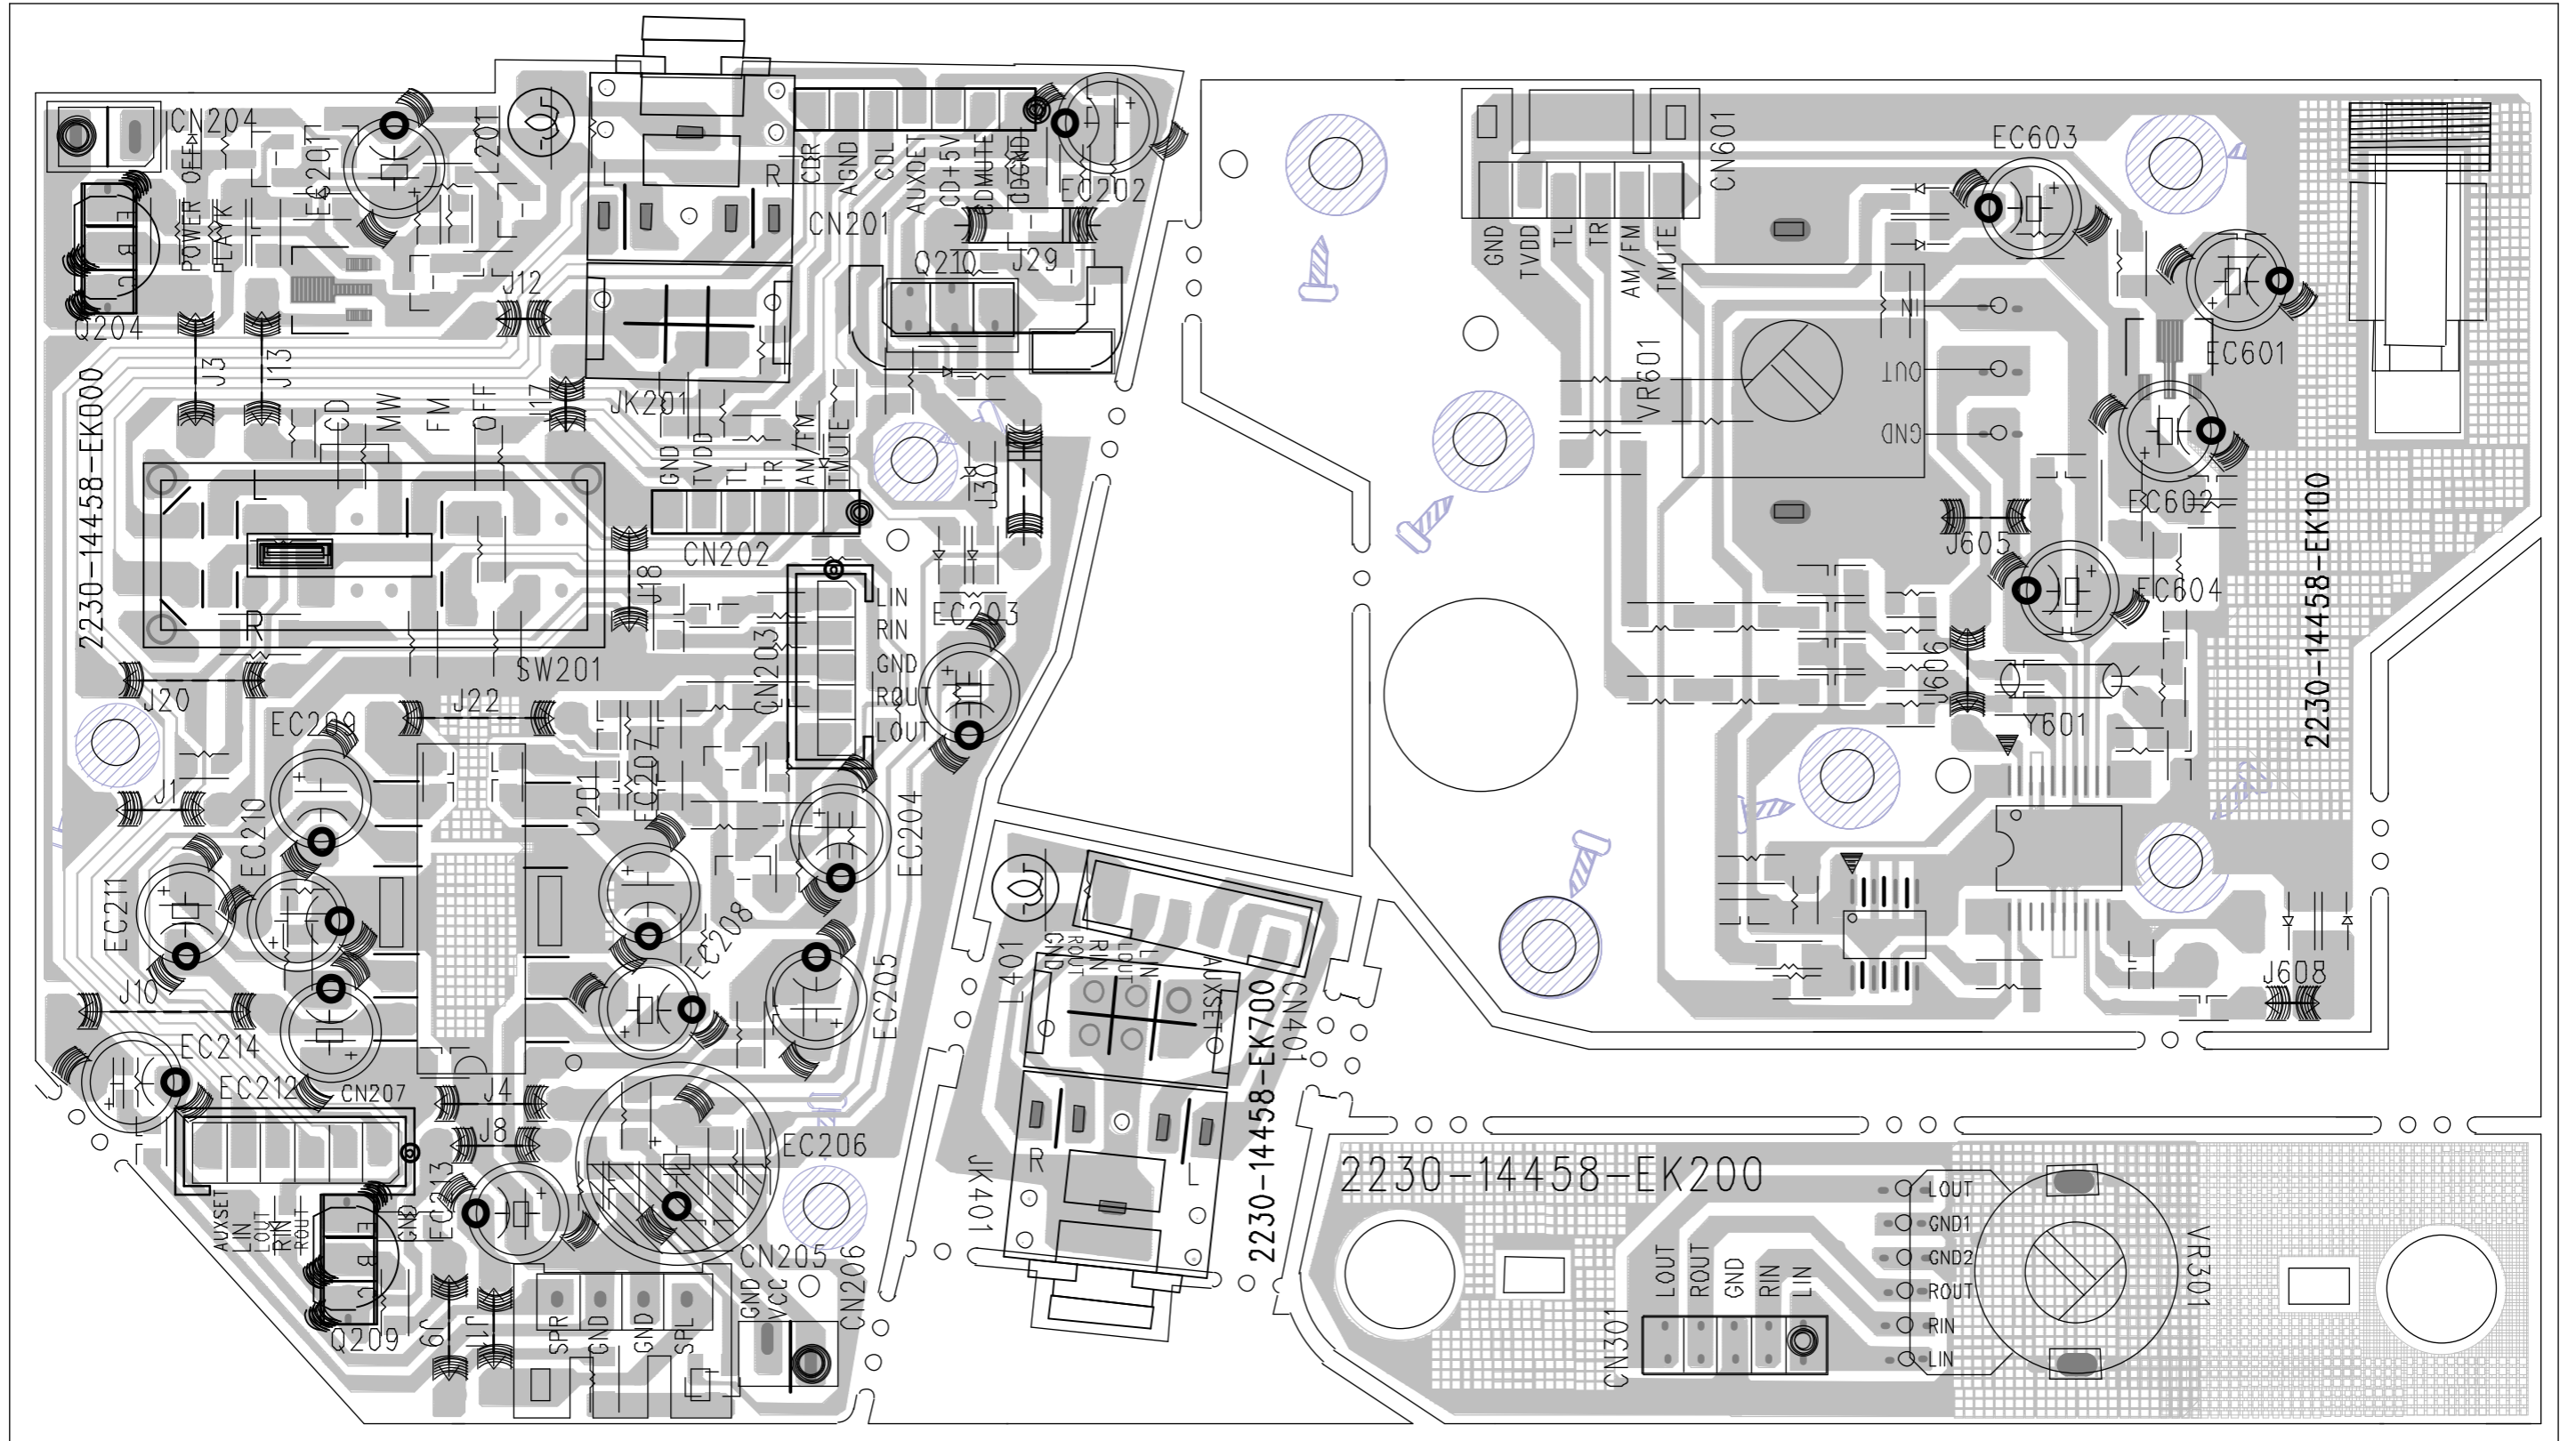 CN204
OFF
EC201
L201
POWER
PLAYK
Q204
J12
J3
J13
CD
MW
FM
OFF
J17
2230-14458-EK000
L
R
L
R
SW201
CDR
AGND
CDL
AUXDET
CD+5V
CDMUTE
CDGND
EC202
CN201
Q210
J29
JK201
GND
TVDD
TL
TR
AM/FM
TMUTE
CN202
J30
J18
CN203
LIN
RIN
GND
ROUT
LOUT
EC203
J20
J22
EC209
J1
EC210
U201
EC207
EC204
EC211
EC208
EC205
J10
EC214
EC212
CN207
J4
J8
EC206
EC213
AUXSET
LIN
LOUT
RIN
ROUT
GND
E
B
C
E
B
C
Q209
J9
J11
CN205
GND
VCC
CN206
SPR
GND
GND
SPL
L401
GND
ROUT
RIN
LOUT
LIN
AUXSET
CN401
2230-14458-EK700
R
L
JK401
CN601
GND
TVDD
TL
TR
AM/FM
TMUTE
EC603
EC601
VR601
IN
OUT
GND
EC602
J605
EC604
J606
Y601
2230-14458-EK100
J608
2230-14458-EK200
LOUT
ROUT
GND
RIN
LIN
CN301
LOUT
GND1
GND2
ROUT
RIN
LIN
VR301